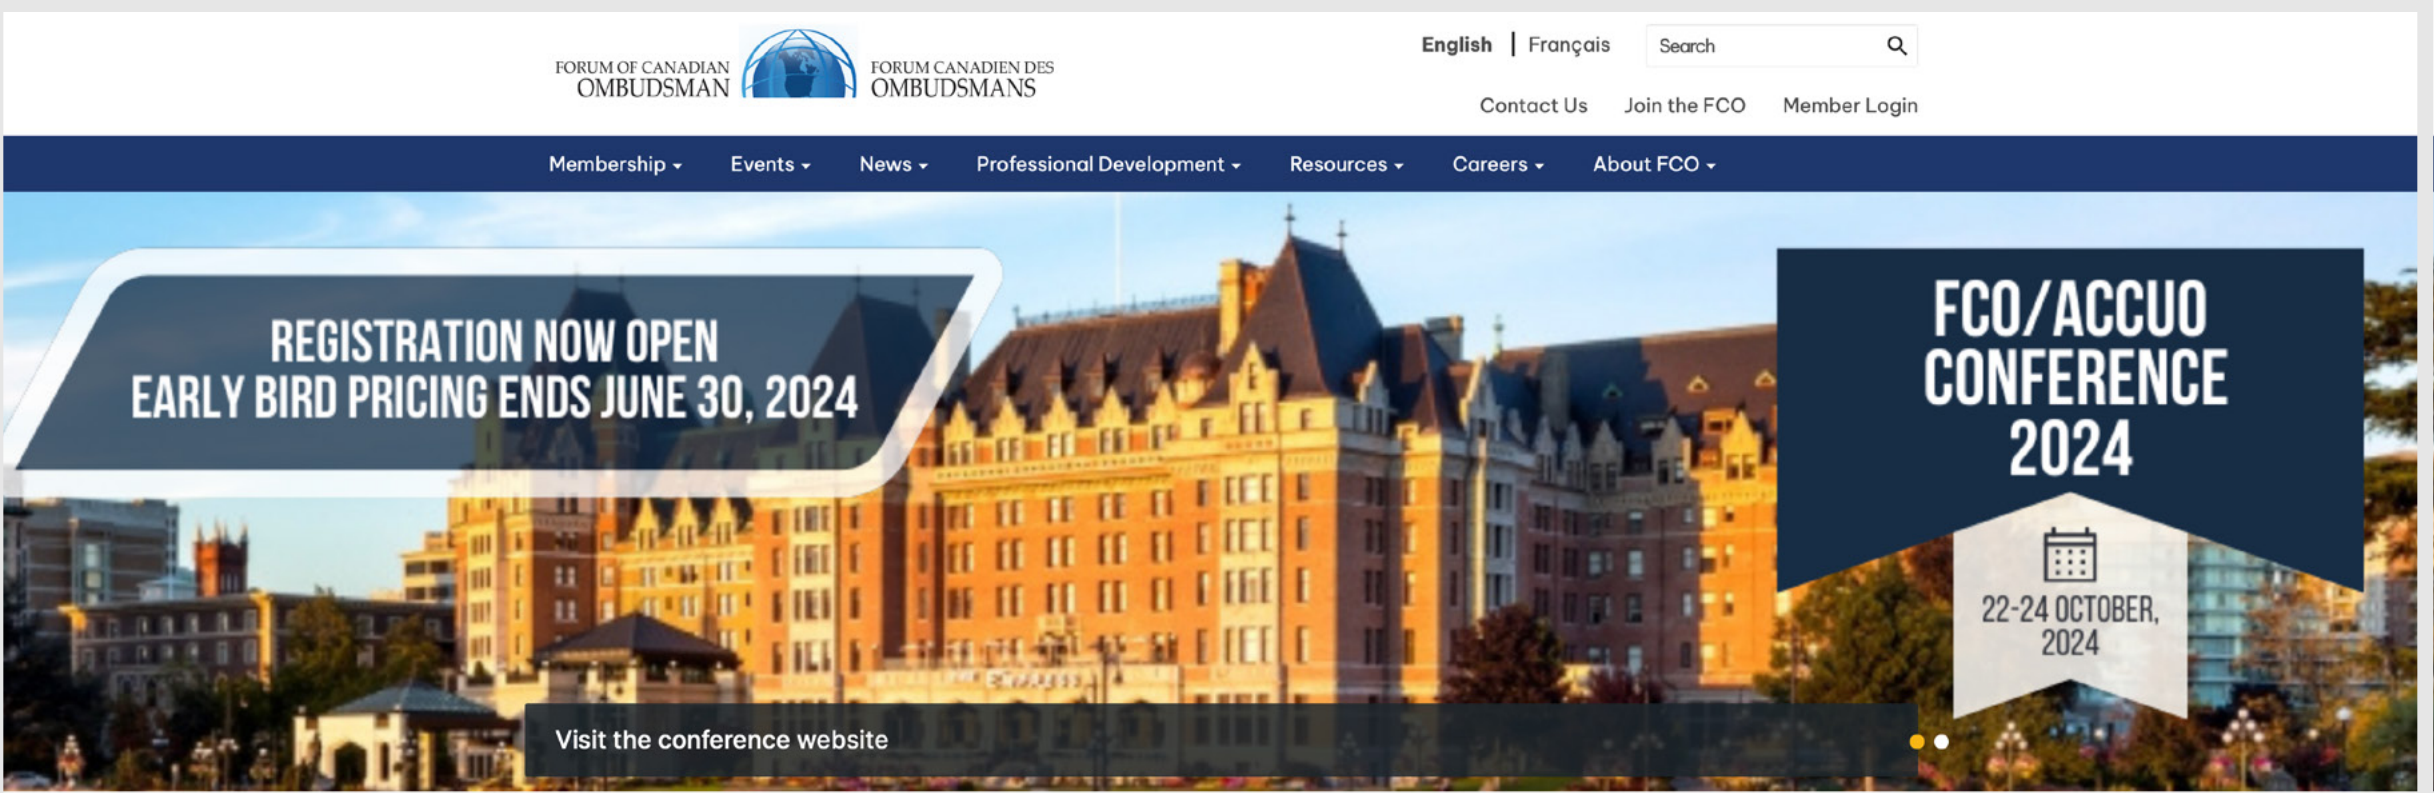 FORUM OF CANADIAN
OMBUDSMAN
FORUM CANADIEN DES
OMBUDSMANS
English | Français
Search
Contact Us Join the FCO Member Login
Membership Events News Professional Development Resources Careers About FCO
REGISTRATION NOW OPEN
EARLY BIRD PRICING ENDS JUNE 30, 2024
FCO/ACCUO
CONFERENCE
2024
22-24 OCTOBER,
2024
EMPRESS
Visit the conference website